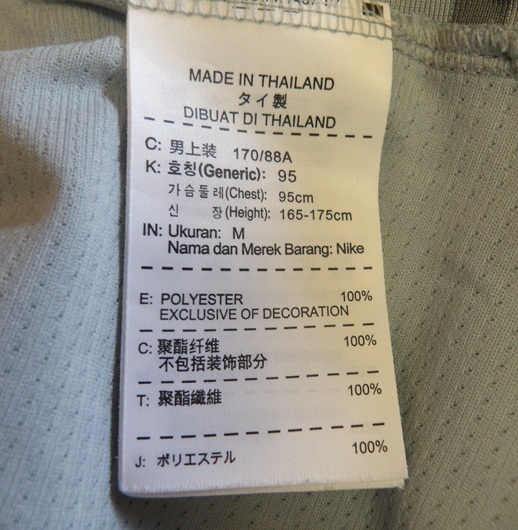 MADE IN THAILAND
タイ製
DIBUAT DI THAILAND
C: 男上装 170/88A
K: 호칭(Generic): 95
가슴둘레(Chest): 95cm
신 장(Height): 165-175cm
IN: Ukuran: M
Nama dan Merek Barang: Nike
E: POLYESTER 100%
EXCLUSIVE OF DECORATION
C: 聚酯纤维 100%
不包括装饰部分
T: 聚酯纖維 100%
J: ポリエステル 100%